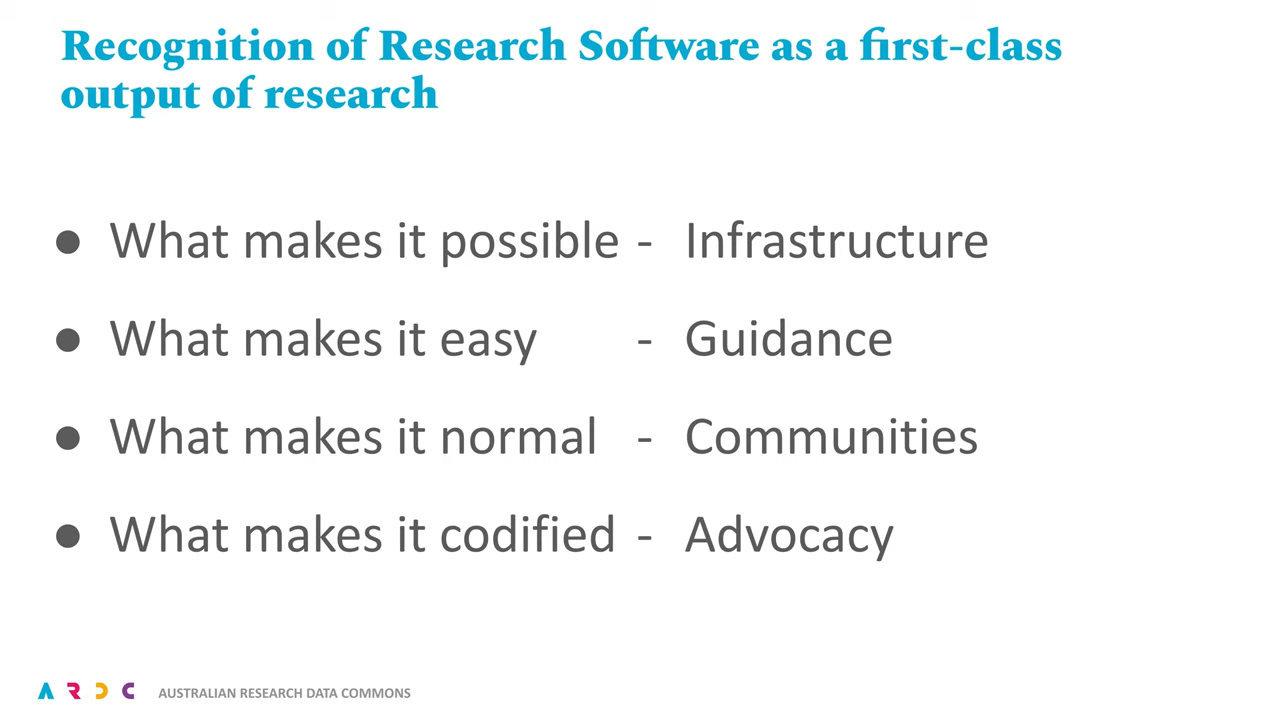 Recognition of Research Software as a first-class
output of research
● What makes it possible - Infrastructure
● What makes it easy - Guidance
● What makes it normal - Communities
● What makes it codified - Advocacy
ARDC AUSTRALIAN RESEARCH DATA COMMONS